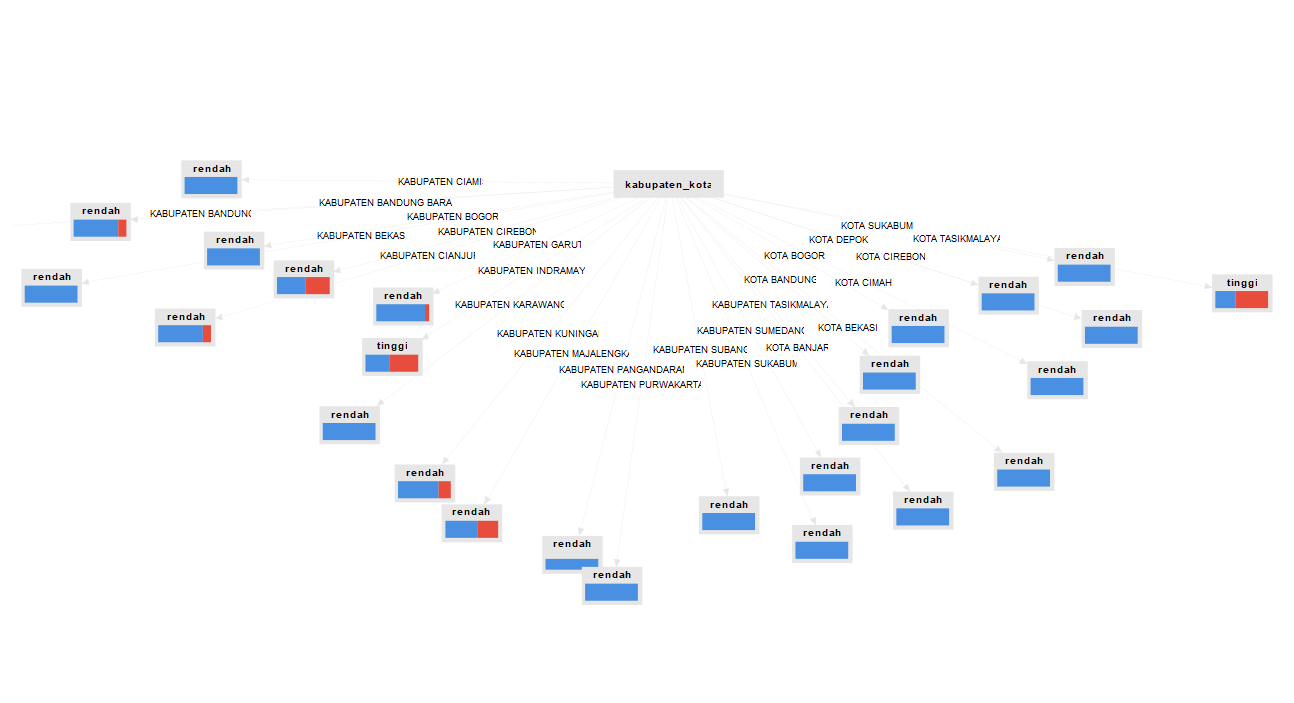 rendah
KABUPATEN CIAMI
kabupaten_kota
KABUPATEN BANDUNG BARA
rendah
KABUPATEN BANDUNG
KABUPATEN BOGOR
KOTA SUKABUM
KABUPATEN CIREBON
KABUPATEN BEKAS
rendah
KOTA DEPOK
KOTA TASIKMALAYA
KABUPATEN GARUT
KABUPATEN CIANJUR
KOTA BOGOR
KOTA CIREBON
rendah
rendah
KABUPATEN INDRAMAY
rendah
KOTA BANDUNG
KOTA CIMAH
rendah
tinggi
rendah
KABUPATEN KARAWANG
KABUPATEN TASIKMALAYA
rendah
rendah
rendah
KABUPATEN KUNINGAN
KABUPATEN SUMEDANG
KOTA BEKASI
tinggi
KABUPATEN MAJALENGKA
KABUPATEN SUBANG
KOTA BANJAR
KABUPATEN PANGANDARAN
KABUPATEN SUKABUM
rendah
rendah
KABUPATEN PURWAKARTA
rendah
rendah
rendah
rendah
rendah
rendah
rendah
rendah
rendah
rendah
rendah